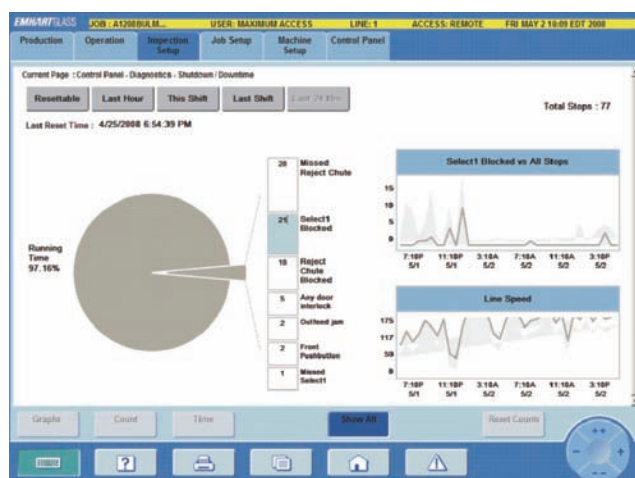 EMHARTGLASS JOB : A1208BULM... USER: MAXIMUM ACCESS LINE: 1 ACCESS: REMOTE FRI MAY 2 10:09 EDT 2008
Production Operation Inspection Setup Job Setup Machine Setup Control Panel
Current Page : Control Panel - Diagnostics - Shutdown / Downtime
Resettable Last Hour This Shift Last Shift Last 24 Hrs
Total Stops : 77
Last Reset Time : 4/25/2008 6:54:39 PM
Running
Time
97.16%
28 Missed
Reject Chute
21 Select1
Blocked
18 Reject
Chute
Blocked
5 Any door
interlock
2 Outfeed jam
2 Front
Pushbutton
1 Missed
Select1
Select1 Blocked vs All Stops
15
10
5
0
7:10P 11:10P 3:10A 7:10A 11:10A 3:10P
5/1 5/1 5/2 5/2 5/2 5/2
Line Speed
175
117
59
0
7:10P 11:10P 3:10A 7:10A 11:10A 3:10P
5/1 5/1 5/2 5/2 5/2 5/2
Graphs Count Time Show All Reset Counts
?
++
- +
--